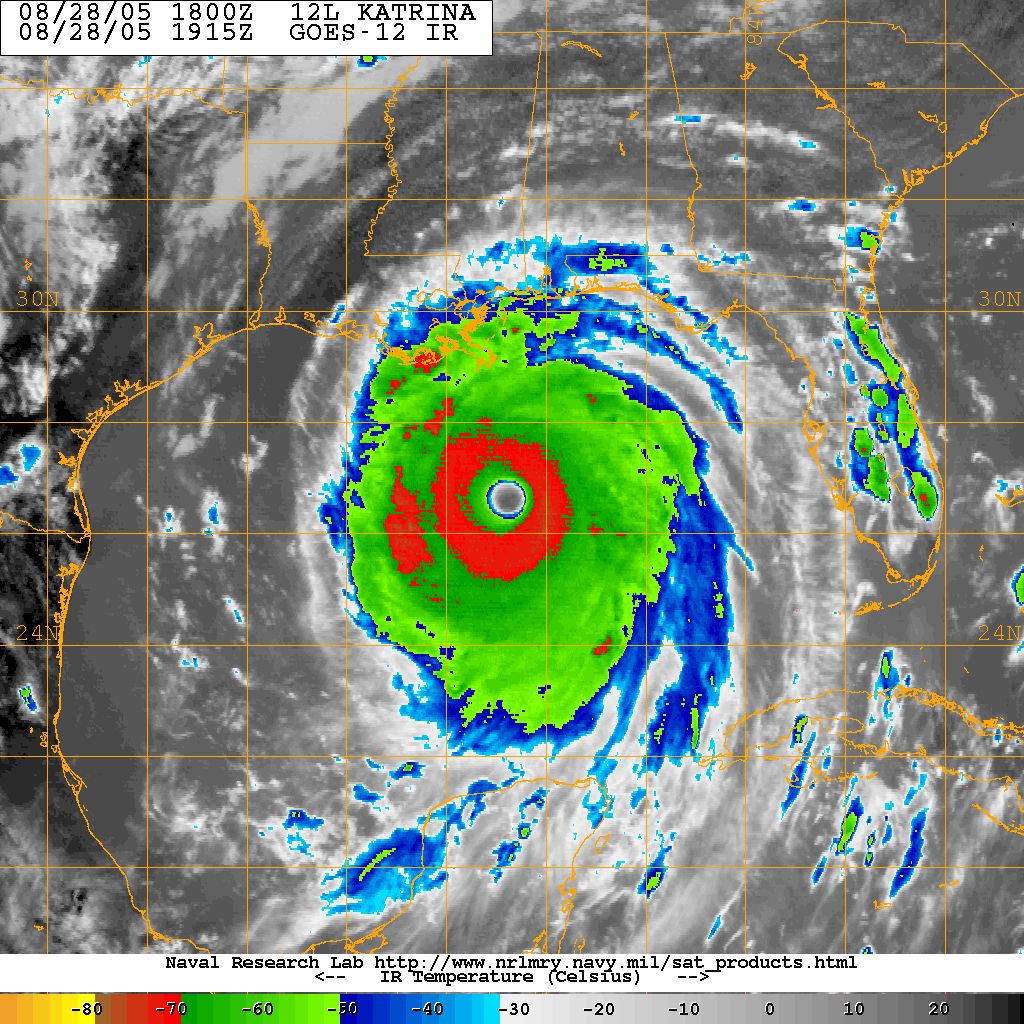 08/28/05 1800Z 12L KATRINA
08/28/05 1915Z GOES-12 IR
84W
30N 30N
24N 24N
Naval Research Lab http://www.nrlmry.navy.mil/sat_products.html
<-- IR Temperature (Celsius) -->
-80 -70 -60 -50 -40 -30 -20 -10 0 10 20